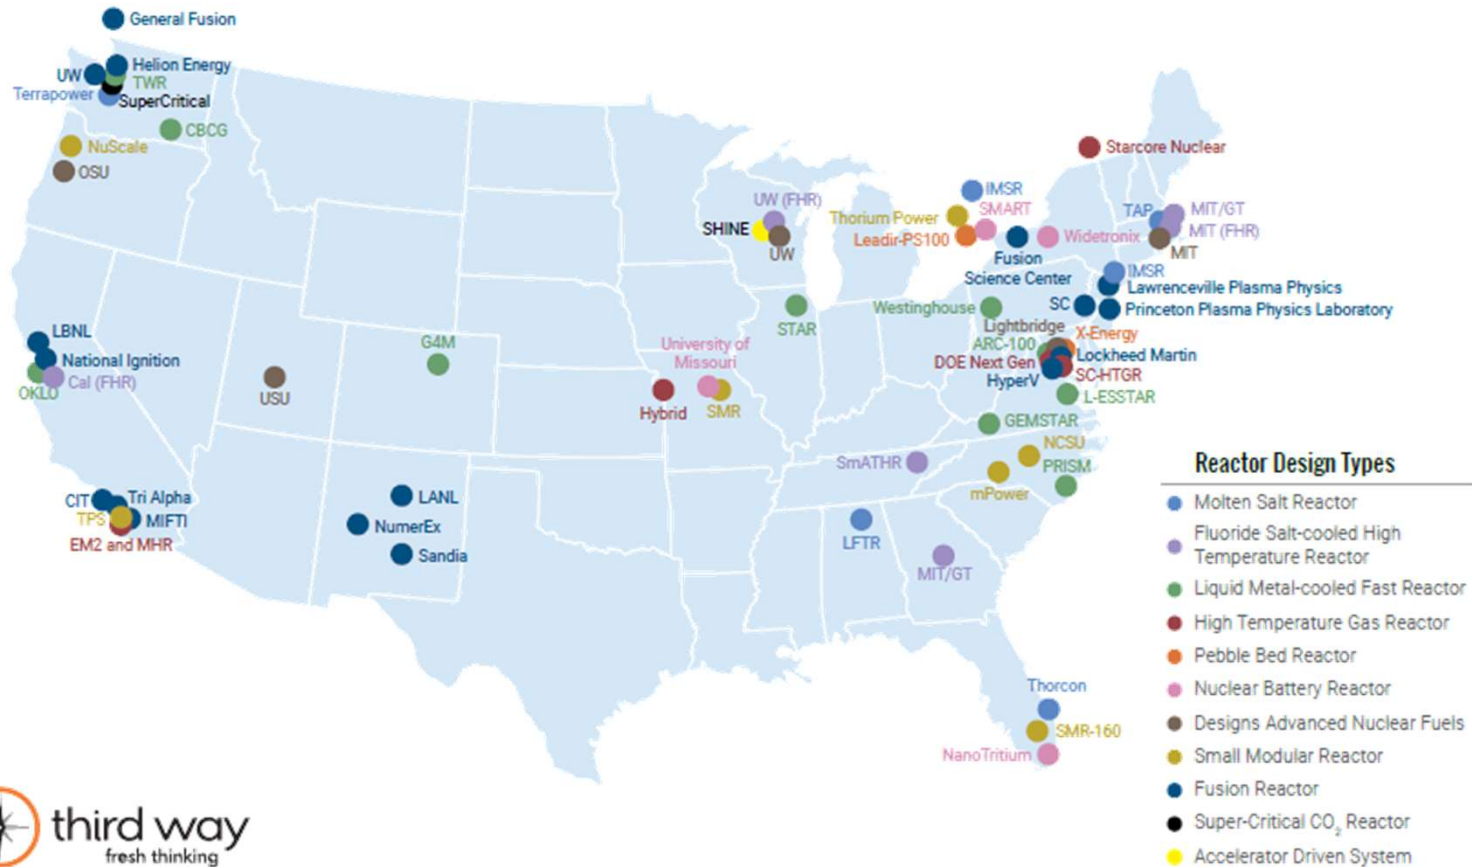 General Fusion
Helion Energy
UW
TWR
Terrapower
SuperCritical
CBCG
NuScale
OSU
LBNL
National Ignition
Cal (FHR)
OKLO
USU
G4M
CIT
Tri Alpha
TPS
MIFTI
EM2 and MHR
LANL
NumerEx
Sandia
University of
Missouri
Hybrid
SMR
UW (FHR)
SHINE
UW
STAR
Starcore Nuclear
IMSR
SMART
Thorium Power
Leadir-PS100
Widetronix
Fusion
Science Center
TAP
MIT/GT
MIT (FHR)
MIT
IMSR
Lawrenceville Plasma Physics
SC
Princeton Plasma Physics Laboratory
Westinghouse
Lightbridge
X-Energy
ARC-100
Lockheed Martin
DOE Next Gen
SC-HTGR
HyperV
L-ESSTAR
GEMSTAR
NCSU
PRISM
SmATHR
mPower
LFTR
MIT/GT
Thorcon
SMR-160
NanoTritium
Reactor Design Types
Molten Salt Reactor
Fluoride Salt-cooled High
Temperature Reactor
Liquid Metal-cooled Fast Reactor
High Temperature Gas Reactor
Pebble Bed Reactor
Nuclear Battery Reactor
Designs Advanced Nuclear Fuels
Small Modular Reactor
Fusion Reactor
Super-Critical CO₂ Reactor
Accelerator Driven System
third way
fresh thinking